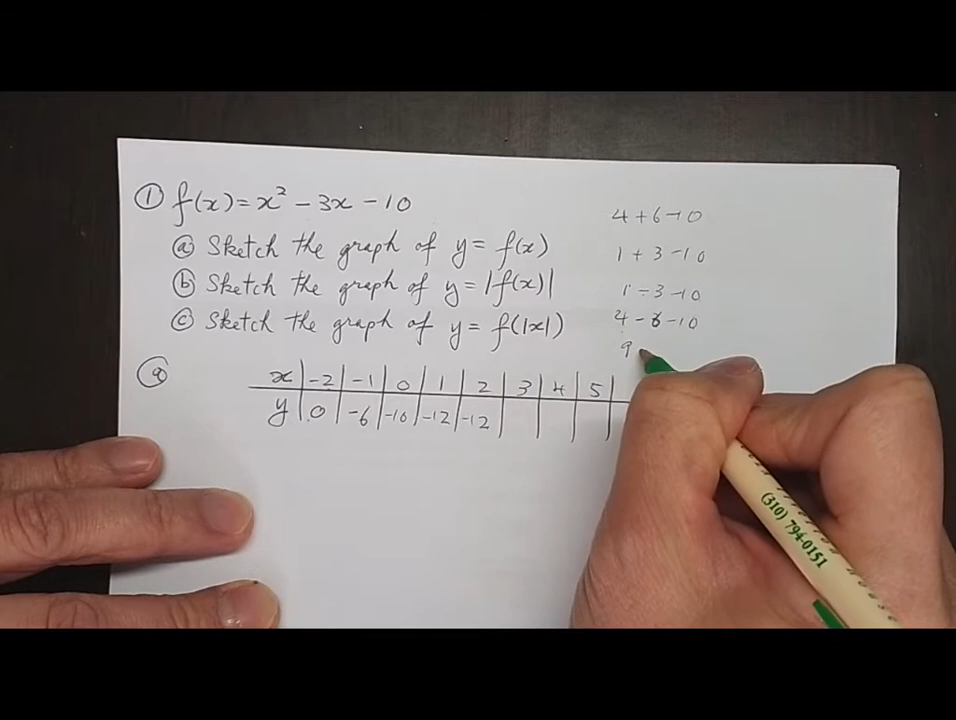 ① f(x) = x² - 3x - 10
ⓐ Sketch the graph of y = f(x)
ⓑ Sketch the graph of y = |f(x)|
ⓒ Sketch the graph of y = f(|x|)
4 + 6 - 10
1 + 3 - 10
1 - 3 - 10
4 - 6 - 10
9
ⓐ
x -2 -1 0 1 2 3 4 5
y 0 -6 -10 -12 -12
(310) 794-0151